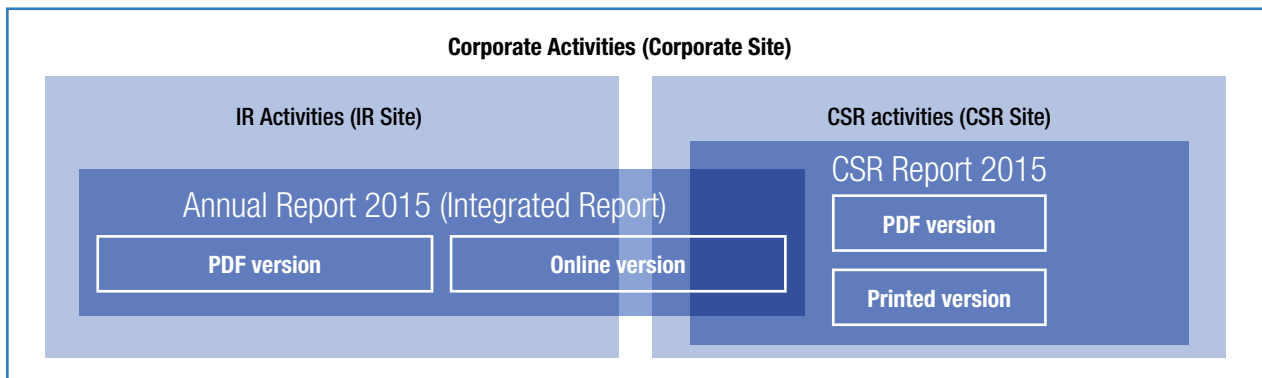 Corporate Activities (Corporate Site)
IR Activities (IR Site)
CSR activities (CSR Site)
Annual Report 2015 (Integrated Report)
PDF version
Online version
CSR Report 2015
PDF version
Printed version